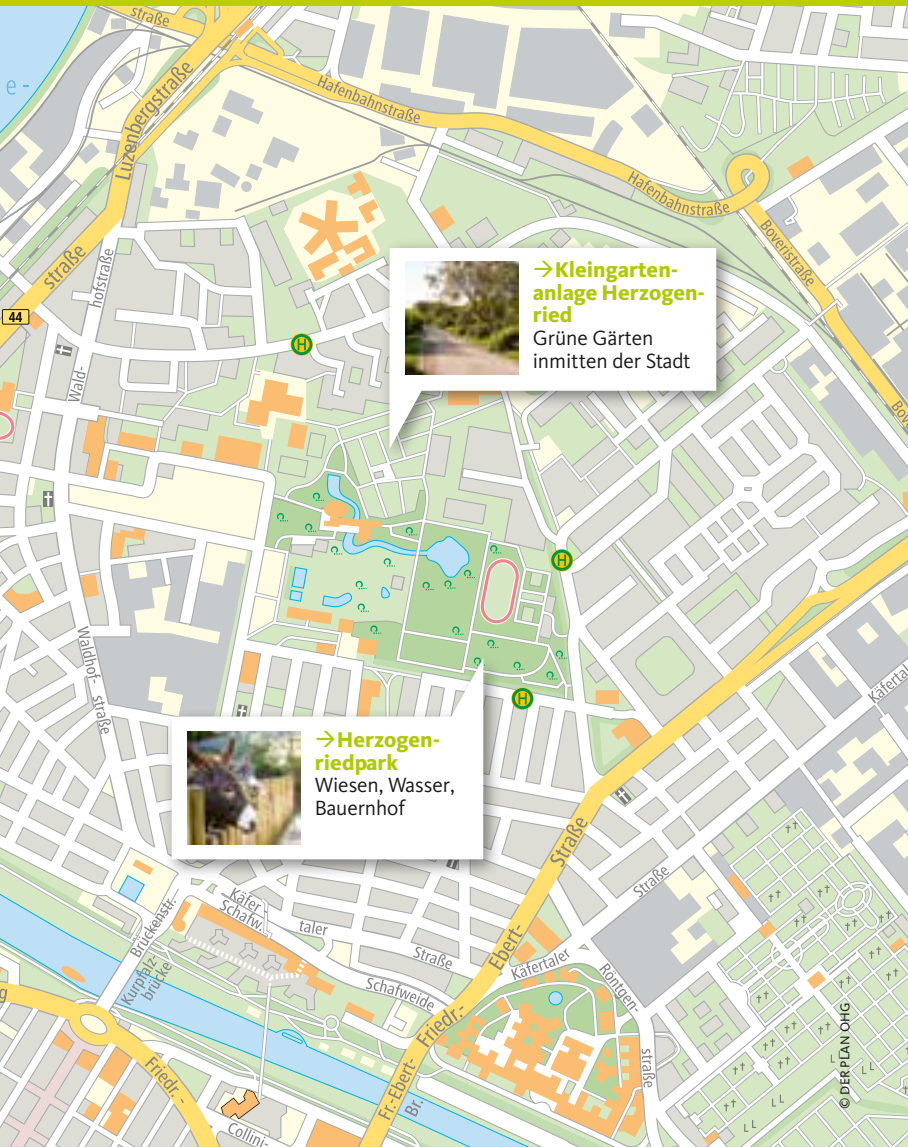 straße
e -
Luzenbergstraße
Hafenbahnstraße
Hafenbahnstraße
Boveristraße
straße
hofstraße
44
Wald-
H
→Kleingarten-
anlage Herzogen-
ried
Grüne Gärten
inmitten der Stadt
Bov
H
Waldhof- straße
Käfertal
H
→Herzogen-
riedpark
Wiesen, Wasser,
Bauernhof
Straße
Straße
Käfer
Schafw.
taler
Straße
Brückenstr.
Kurpfalz-
brücke
Schafweide
Ebert-
Käfertaler
Röntgen-
straße
g
Friedr.-
Friedr. -
Fr.-Ebert-
Br.
Collini-
© DER PLAN OHG